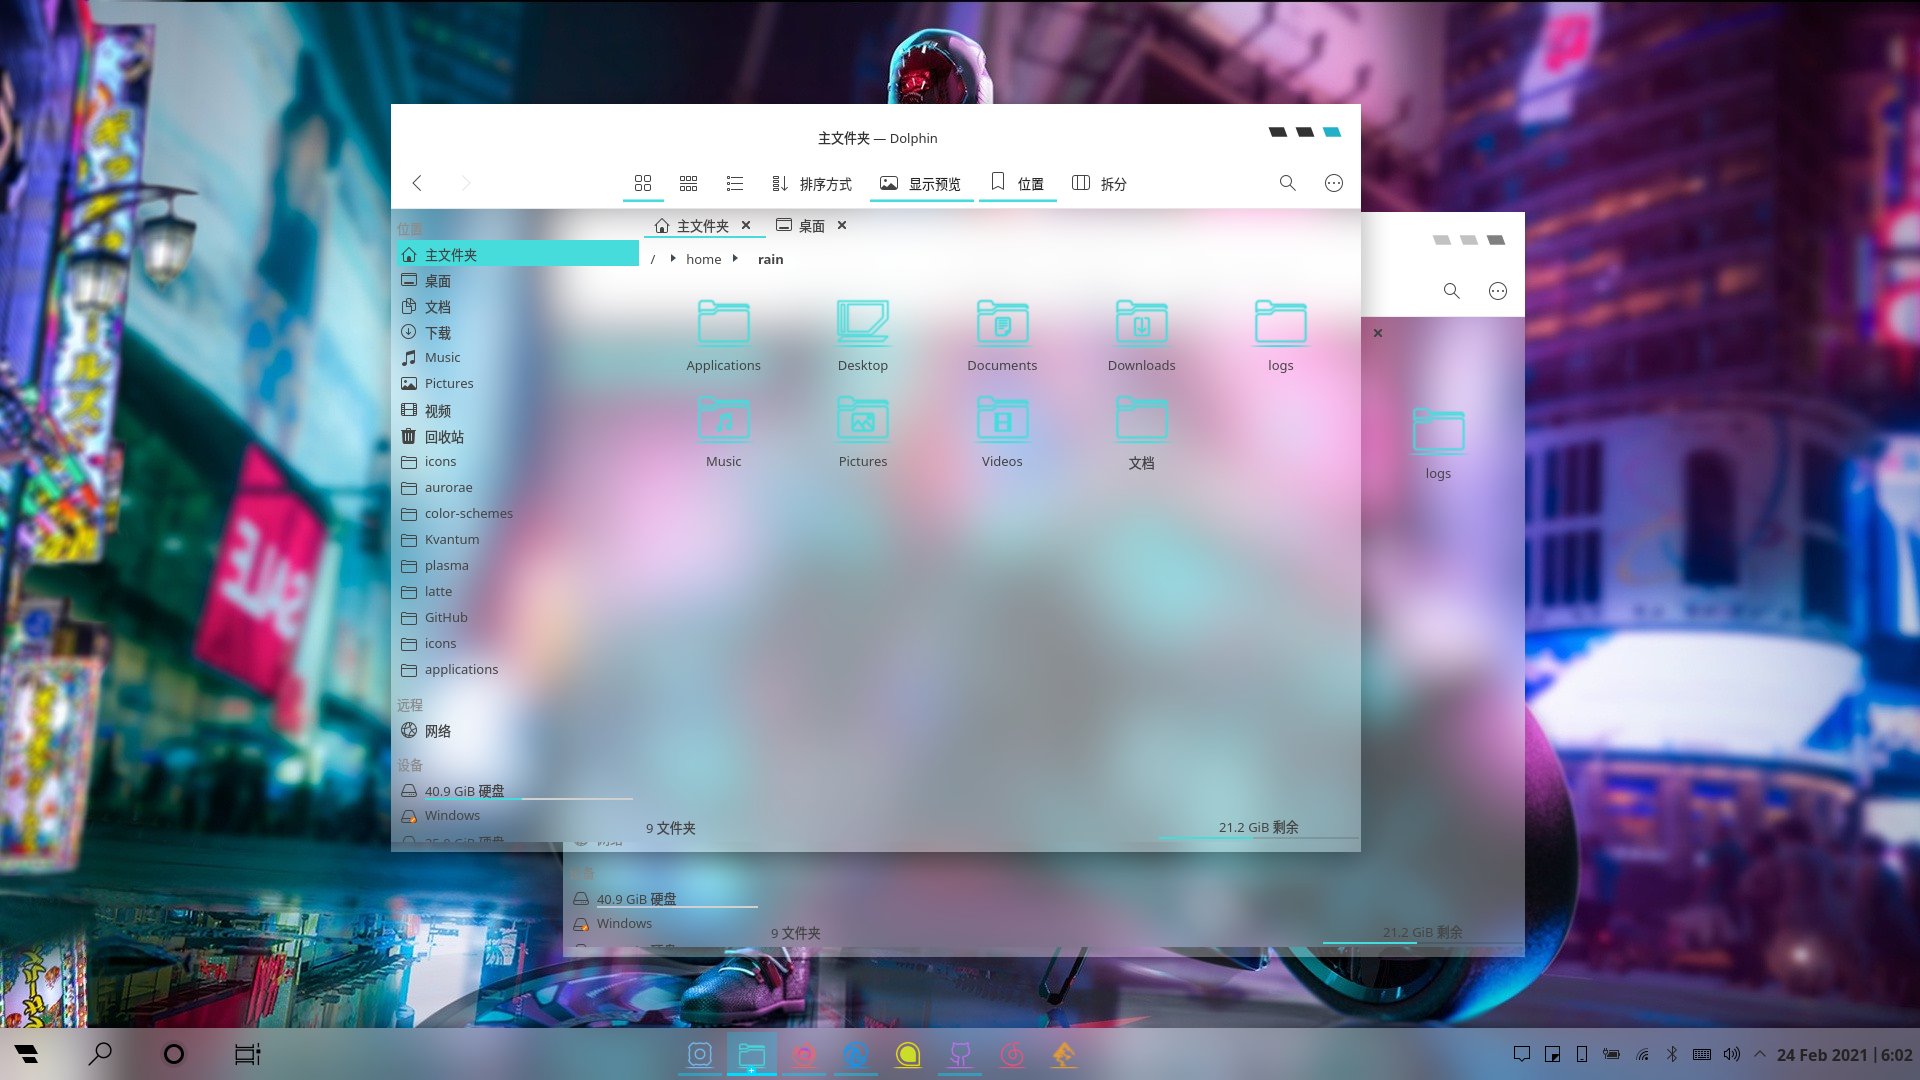 主文件夹 — Dolphin
排序方式 显示预览 位置 拆分
位置
主文件夹
桌面
文档
下载
Music
Pictures
视频
回收站
icons
aurorae
color-schemes
Kvantum
plasma
latte
GitHub
icons
applications
远程
网络
设备
40.9 GiB 硬盘
Windows
主文件夹 桌面
/ home rain
Applications Desktop Documents Downloads logs
Music Pictures Videos 文档
9 文件夹 21.2 GiB 剩余
logs
40.9 GiB 硬盘
Windows
9 文件夹 21.2 GiB 剩余
SALE
24 Feb 2021 | 6:02